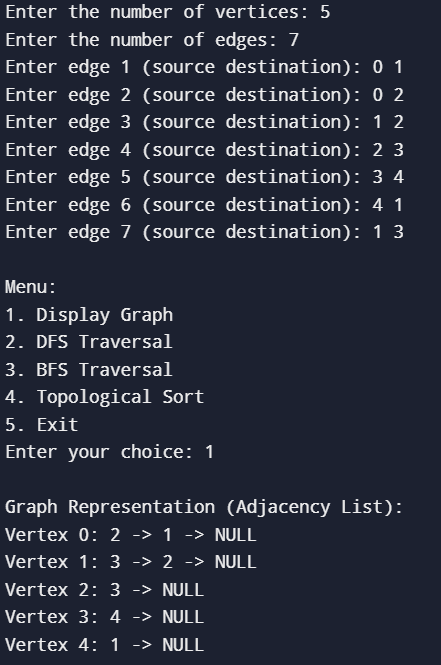 Enter the number of vertices: 5
Enter the number of edges: 7
Enter edge 1 (source destination): 0 1
Enter edge 2 (source destination): 0 2
Enter edge 3 (source destination): 1 2
Enter edge 4 (source destination): 2 3
Enter edge 5 (source destination): 3 4
Enter edge 6 (source destination): 4 1
Enter edge 7 (source destination): 1 3
Menu:
1. Display Graph
2. DFS Traversal
3. BFS Traversal
4. Topological Sort
5. Exit
Enter your choice: 1
Graph Representation (Adjacency List):
Vertex 0: 2 -> 1 -> NULL
Vertex 1: 3 -> 2 -> NULL
Vertex 2: 3 -> NULL
Vertex 3: 4 -> NULL
Vertex 4: 1 -> NULL